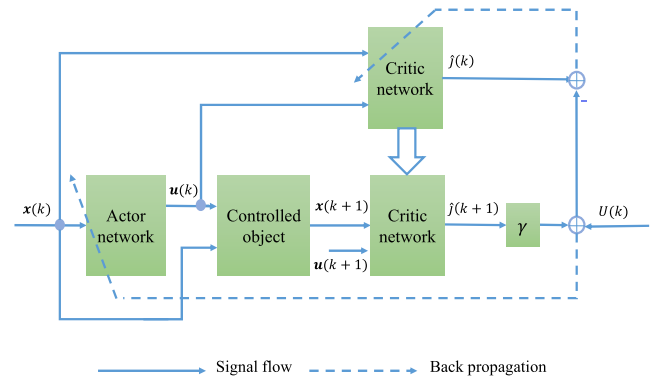 Critic
network
ĵ(k)
−
x(k)
Actor
network
u(k)
Controlled
object
x(k + 1)
u(k + 1)
Critic
network
ĵ(k + 1)
γ
U(k)
Signal flow
Back propagation